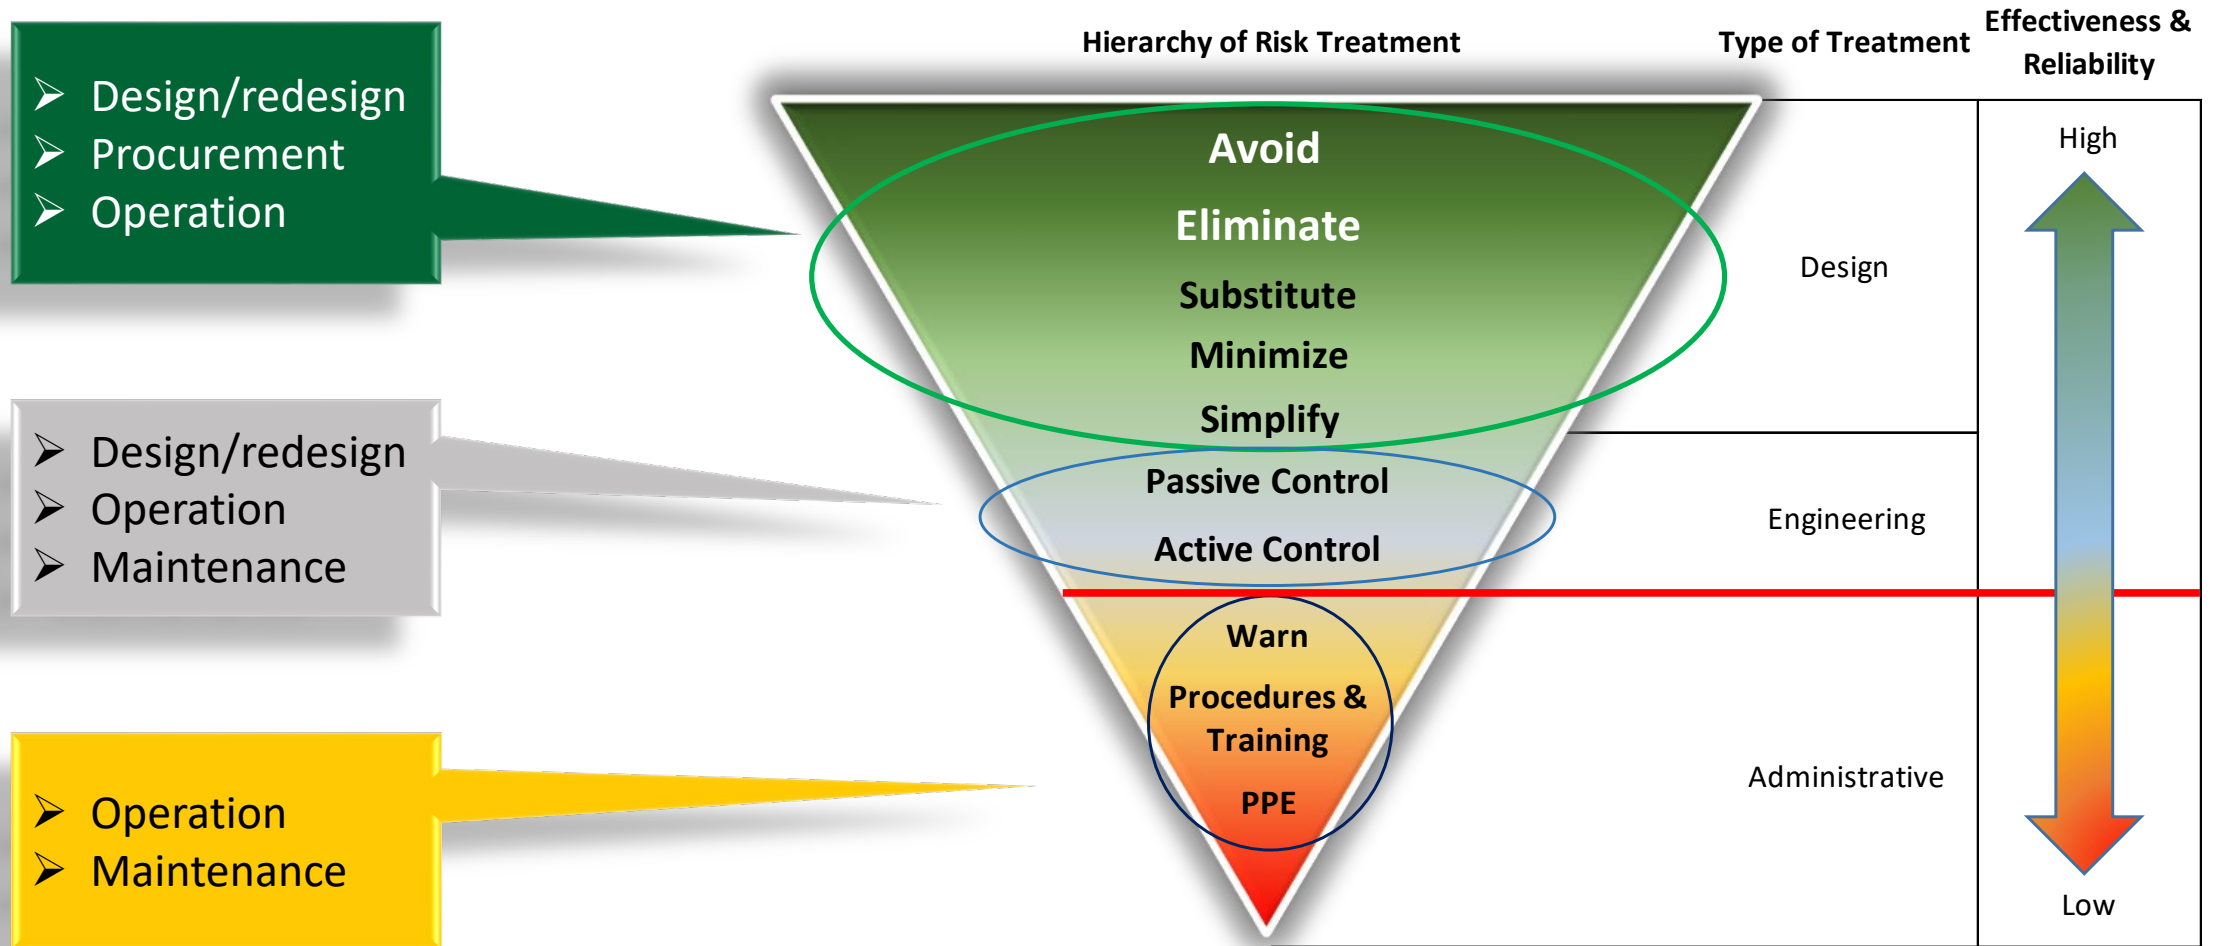 Hierarchy of Risk Treatment
Type of Treatment
Effectiveness &
Reliability
➢ Design/redesign
➢ Procurement
➢ Operation
➢ Design/redesign
➢ Operation
➢ Maintenance
➢ Operation
➢ Maintenance
Avoid
Eliminate
Substitute
Minimize
Simplify
Passive Control
Active Control
Warn
Procedures &
Training
PPE
Design
Engineering
Administrative
High
Low